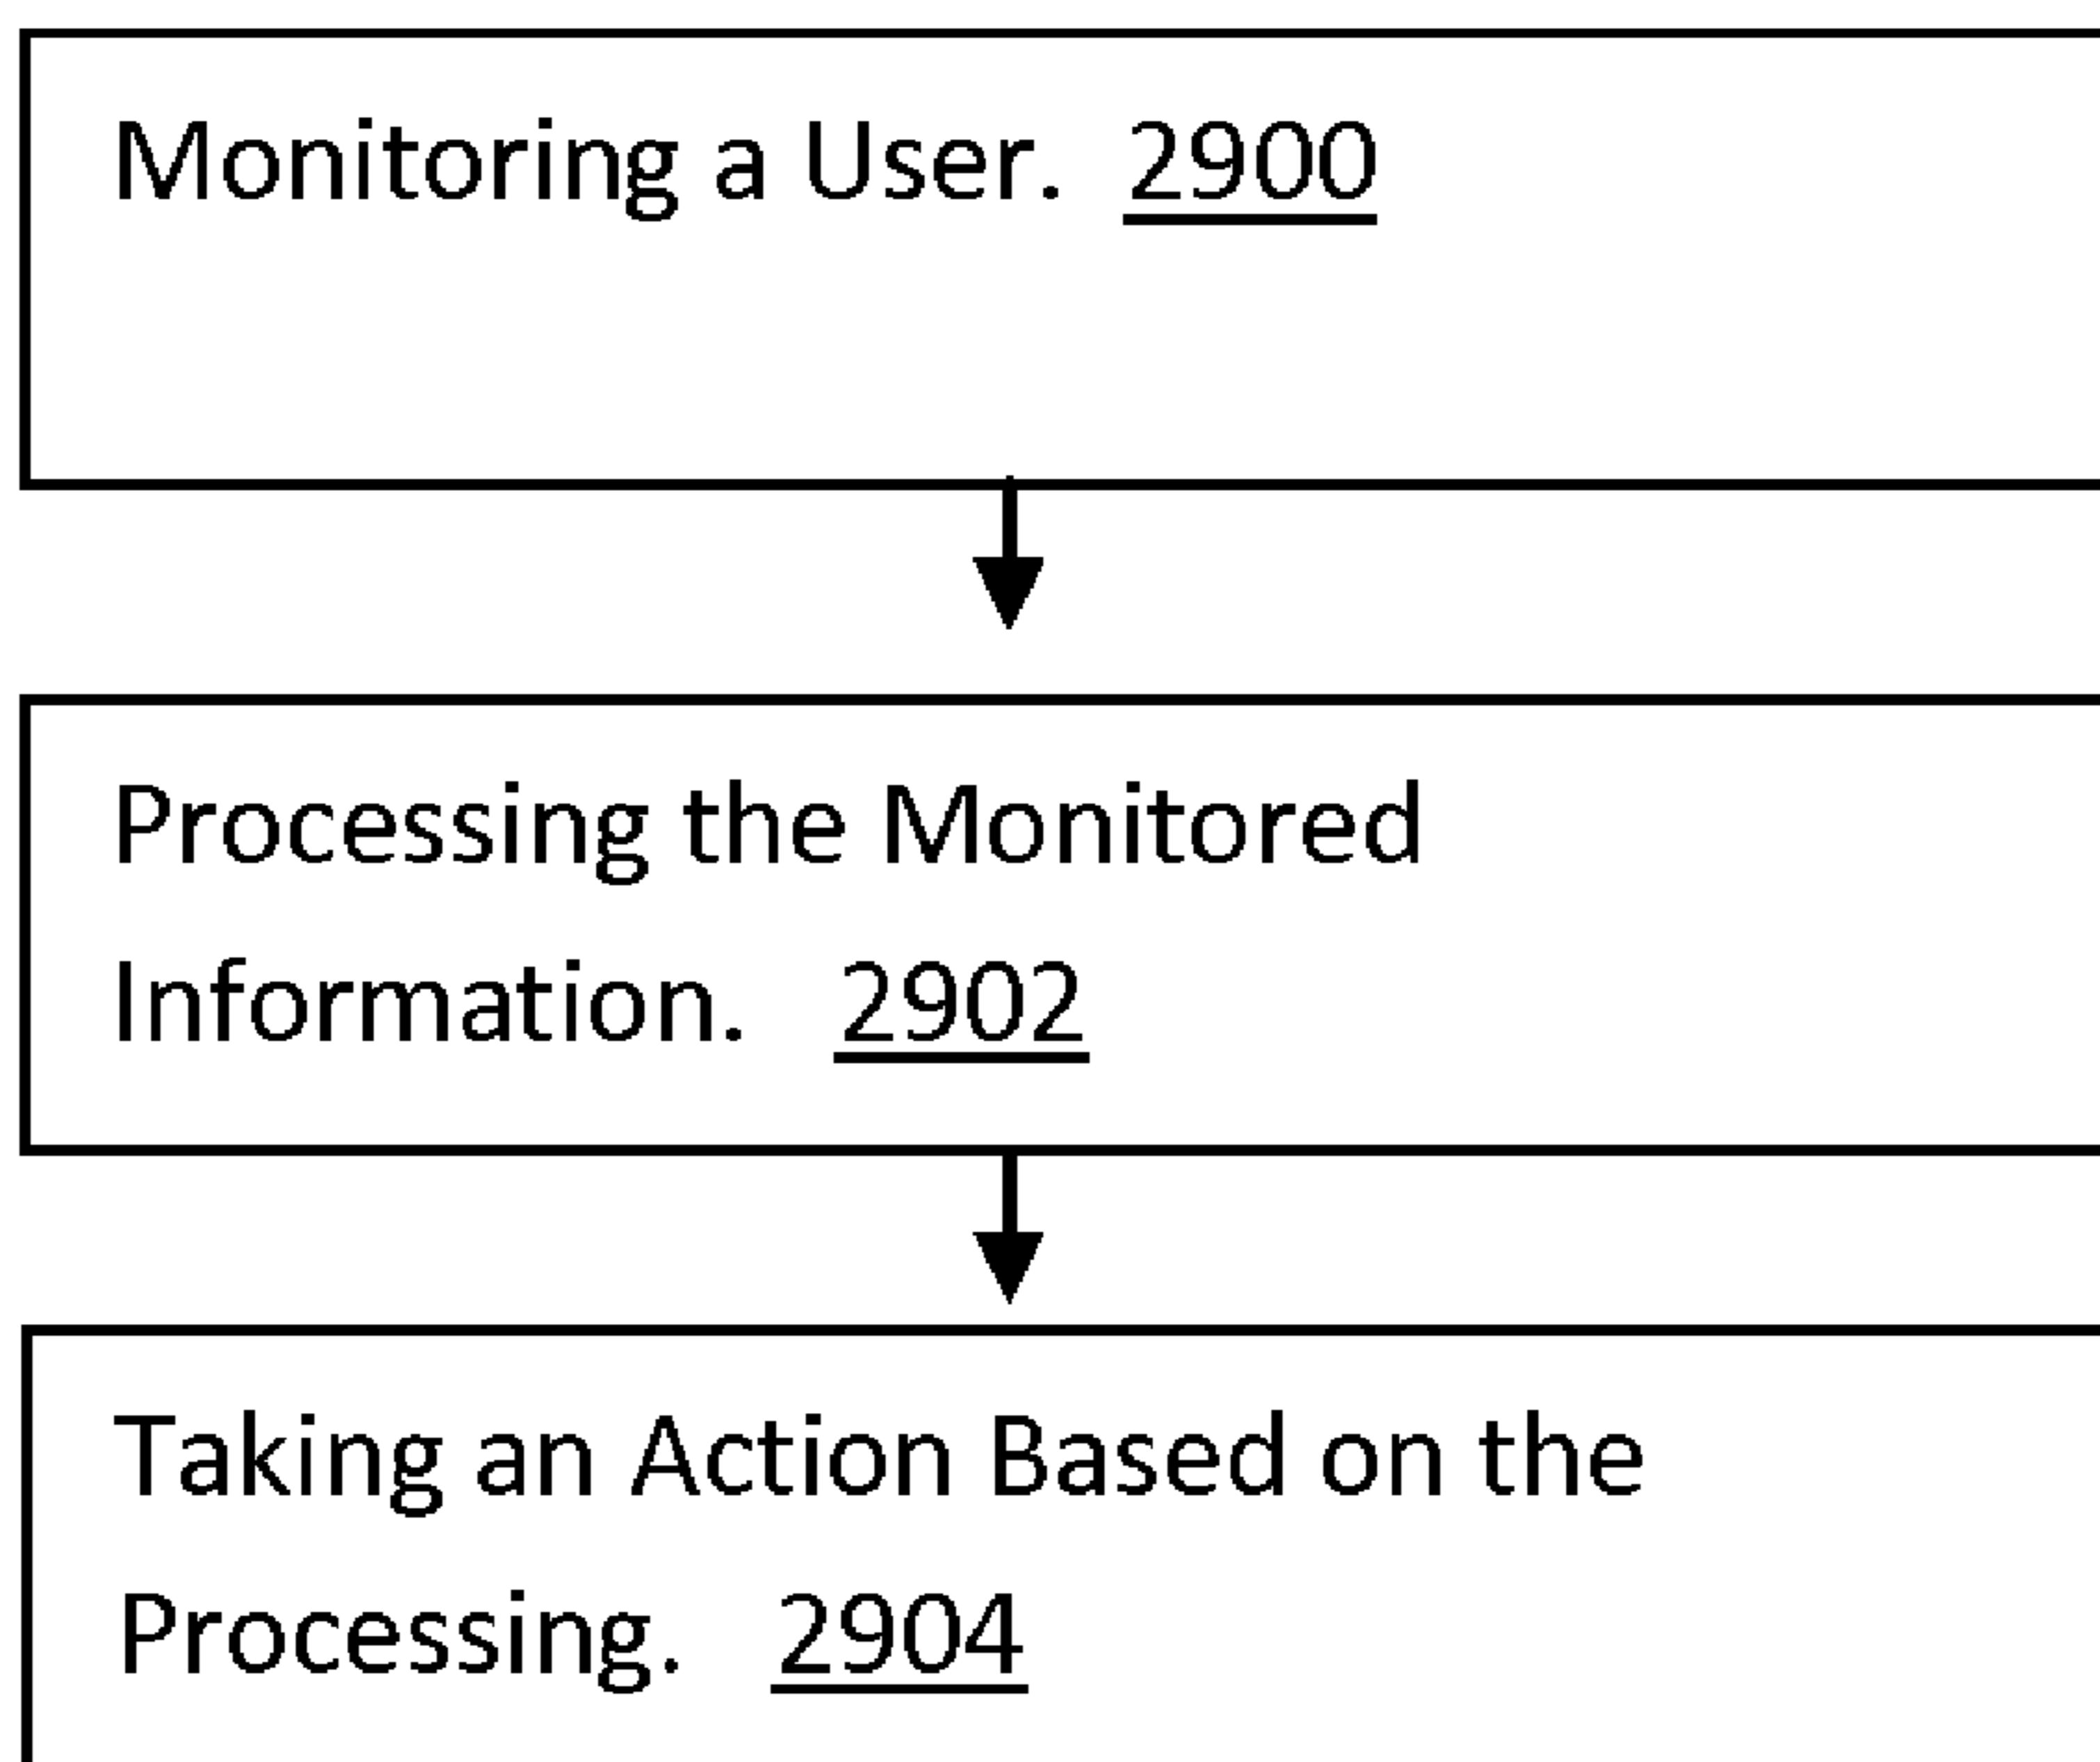 Monitoring a User. 2900
Processing the Monitored
Information. 2902
Taking an Action Based on the
Processing. 2904